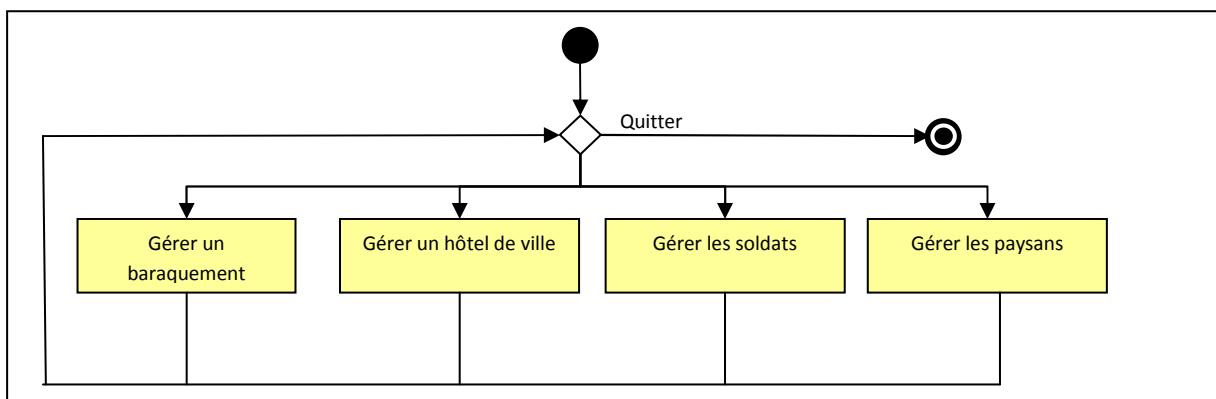 Quitter
Gérer un
baraquement
Gérer un hôtel de ville
Gérer les soldats
Gérer les paysans